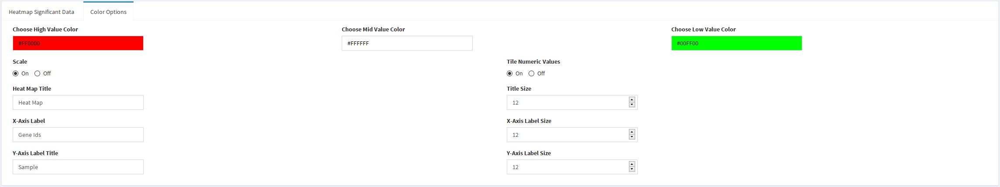 Heatmap Significant Data Color Options
Choose High Value Color Choose Mid Value Color Choose Low Value Color
#FF0000 #FFFFFF #00FF00
Scale Tile Numeric Values
On Off On Off
Heat Map Title Title Size
Heat Map 12
X-Axis Label X-Axis Label Size
Gene Ids 12
Y-Axis Label Title Y-Axis Label Size
Sample 12